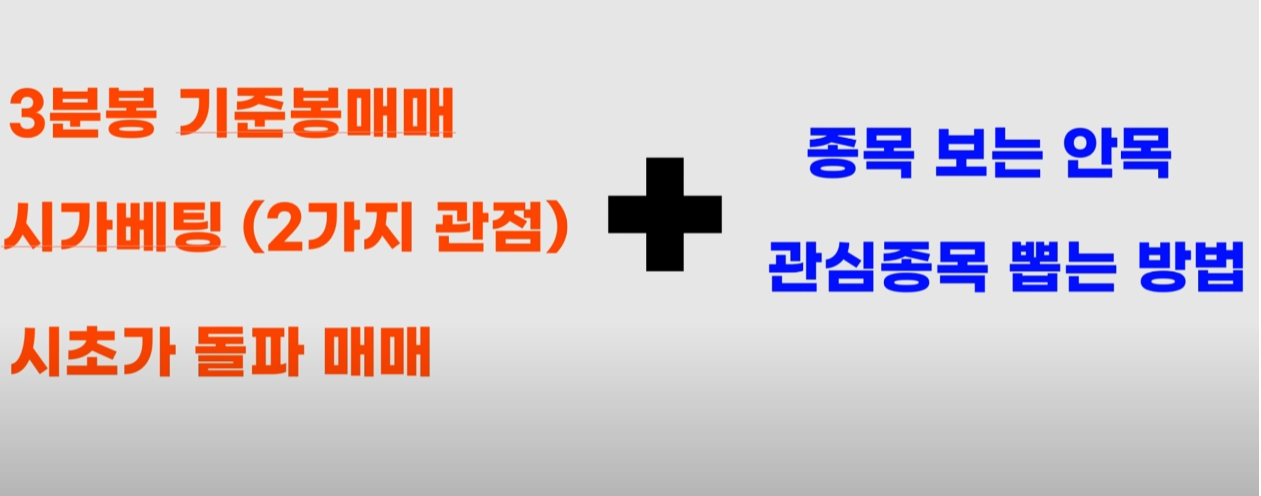 3분봉 기준봉매매
시가베팅 (2가지 관점)
시초가 돌파 매매
종목 보는 안목
관심종목 뽑는 방법